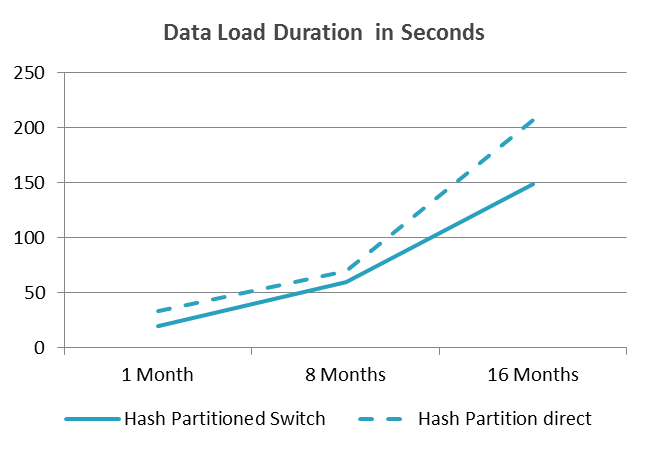 Data Load Duration in Seconds
250
200
150
100
50
0
1 Month 8 Months 16 Months
Hash Partitioned Switch Hash Partition direct